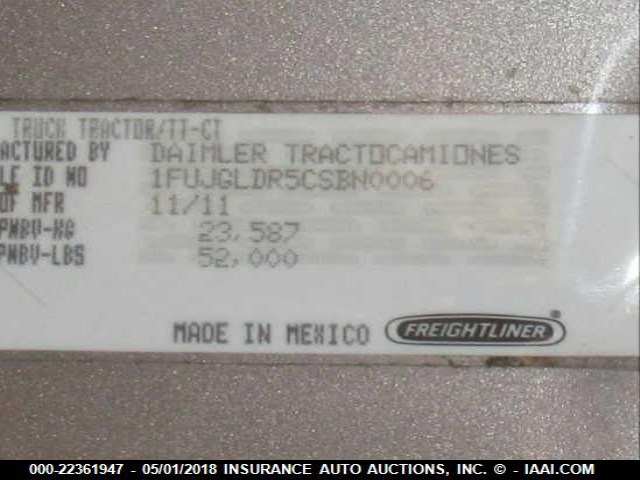 TRUCK TRACTOR/TT-CT
ACTURED BY DAIMLER TRACTOCAMIONES
LE ID NO 1FUJGLDR5CSBN0006
OF MFR 11/11
PNBV-KG 23,587
PNBV-LBS 52,000
MADE IN MEXICO FREIGHTLINER®
000-22361947 - 05/01/2018 INSURANCE AUTO AUCTIONS, INC. © - IAAI.COM